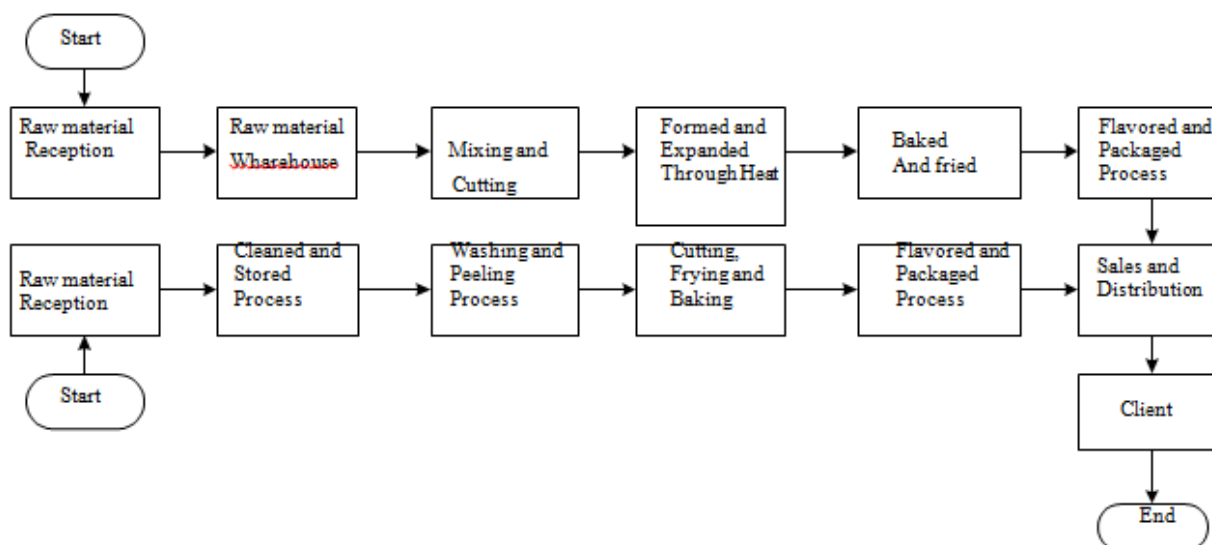 Start
Raw material
Reception
Raw material
Wharehouse
Mixing and
Cutting
Formed and
Expanded
Through Heat
Baked
And fried
Flavored and
Packaged
Process
Raw material
Reception
Cleaned and
Stored
Process
Washing and
Peeling
Process
Cutting,
Frying and
Baking
Flavored and
Packaged
Process
Sales and
Distribution
Start
Client
End